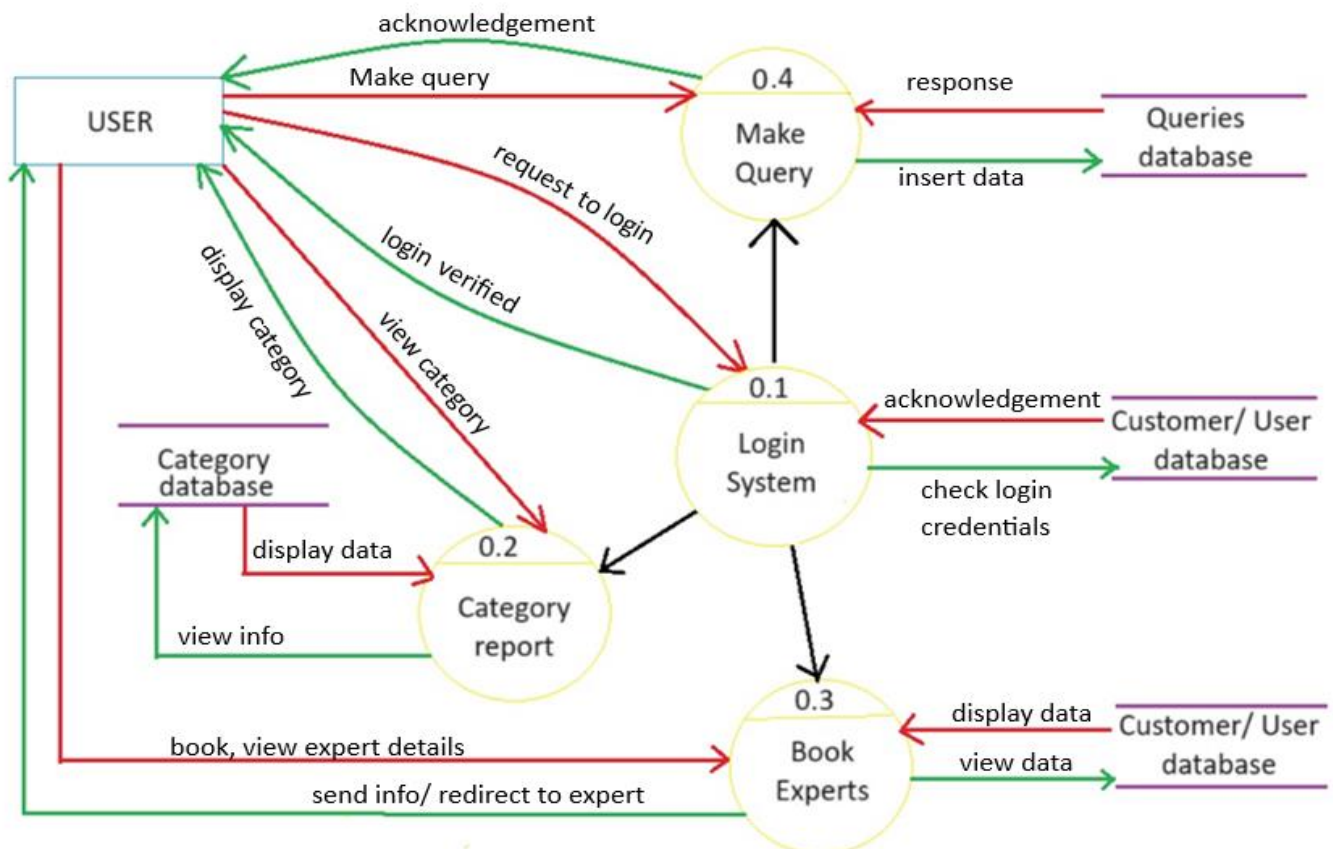 acknowledgement
Make query
USER
0.4
Make
Query
response
Queries
database
insert data
request to login
login verified
display category
view category
0.1
Login
System
acknowledgement
Customer/ User
database
check login
credentials
Category
database
display data
view info
0.2
Category
report
0.3
Book
Experts
display data
Customer/ User
database
view data
book, view expert details
send info/ redirect to expert